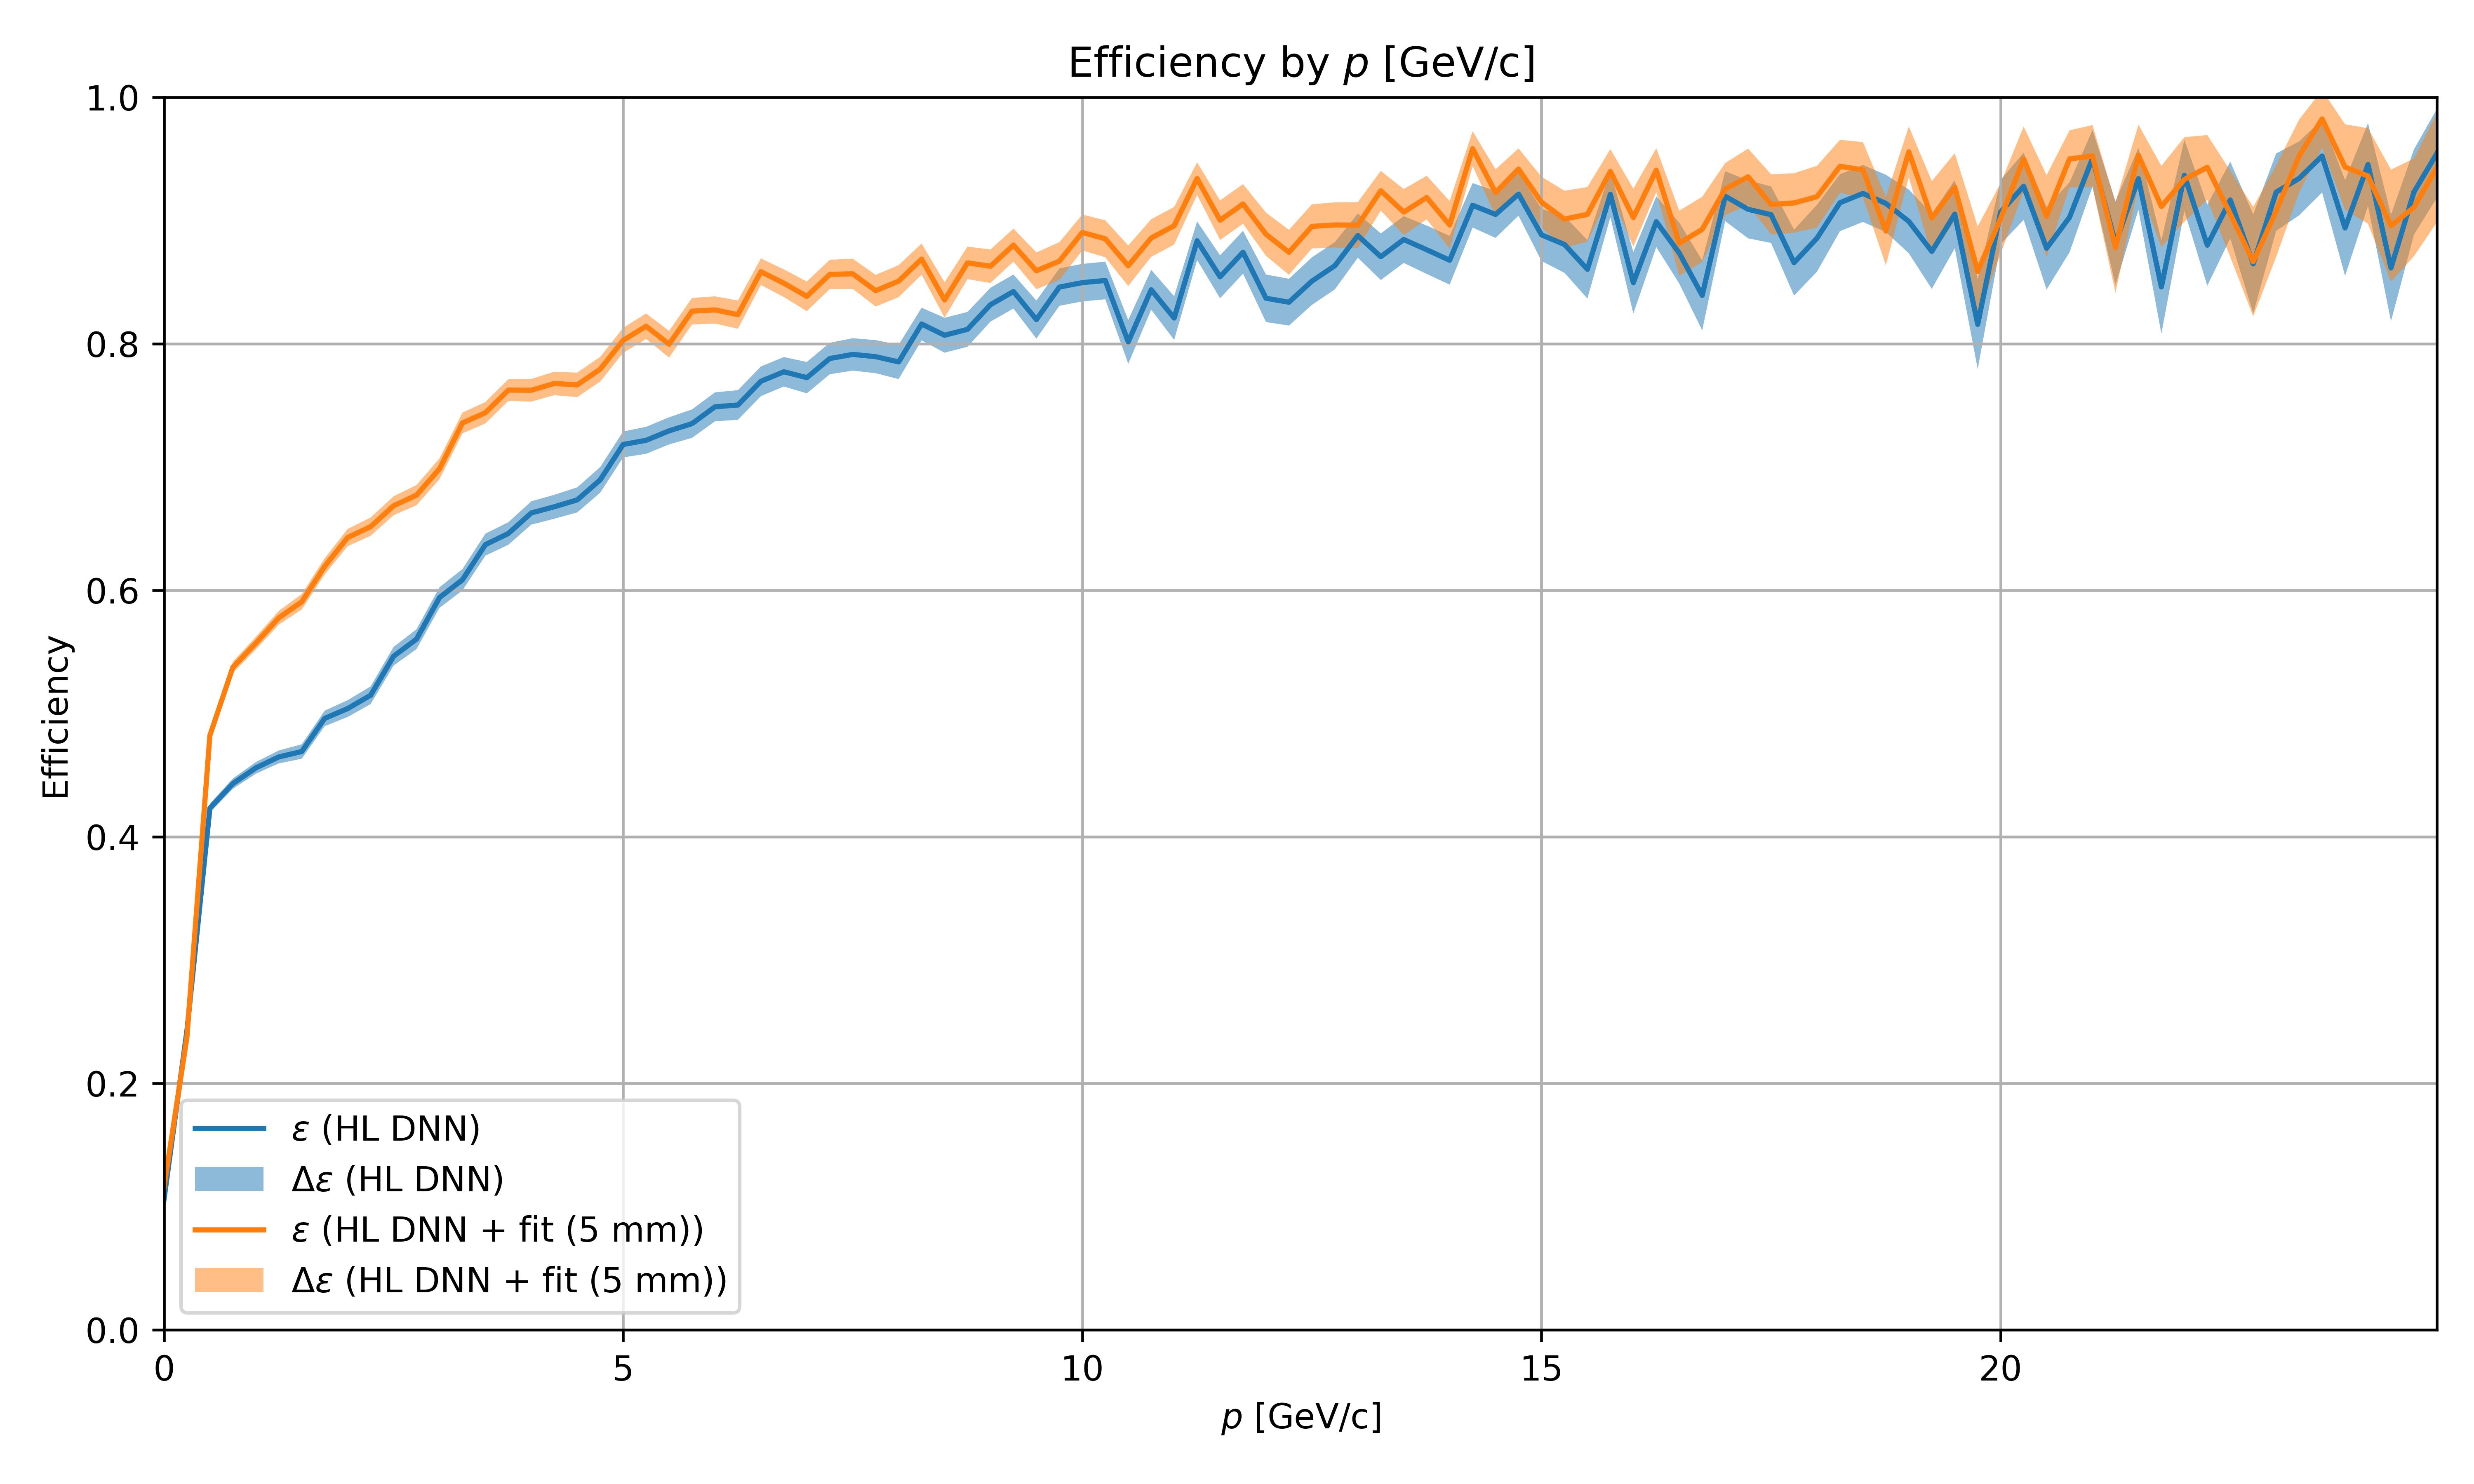 Efficiency by p [GeV/c]
1.0
0.8
0.6
0.4
0.2
0.0
Efficiency
ε (HL DNN)
Δε (HL DNN)
ε (HL DNN + fit (5 mm))
Δε (HL DNN + fit (5 mm))
0 5 10 15 20
p [GeV/c]